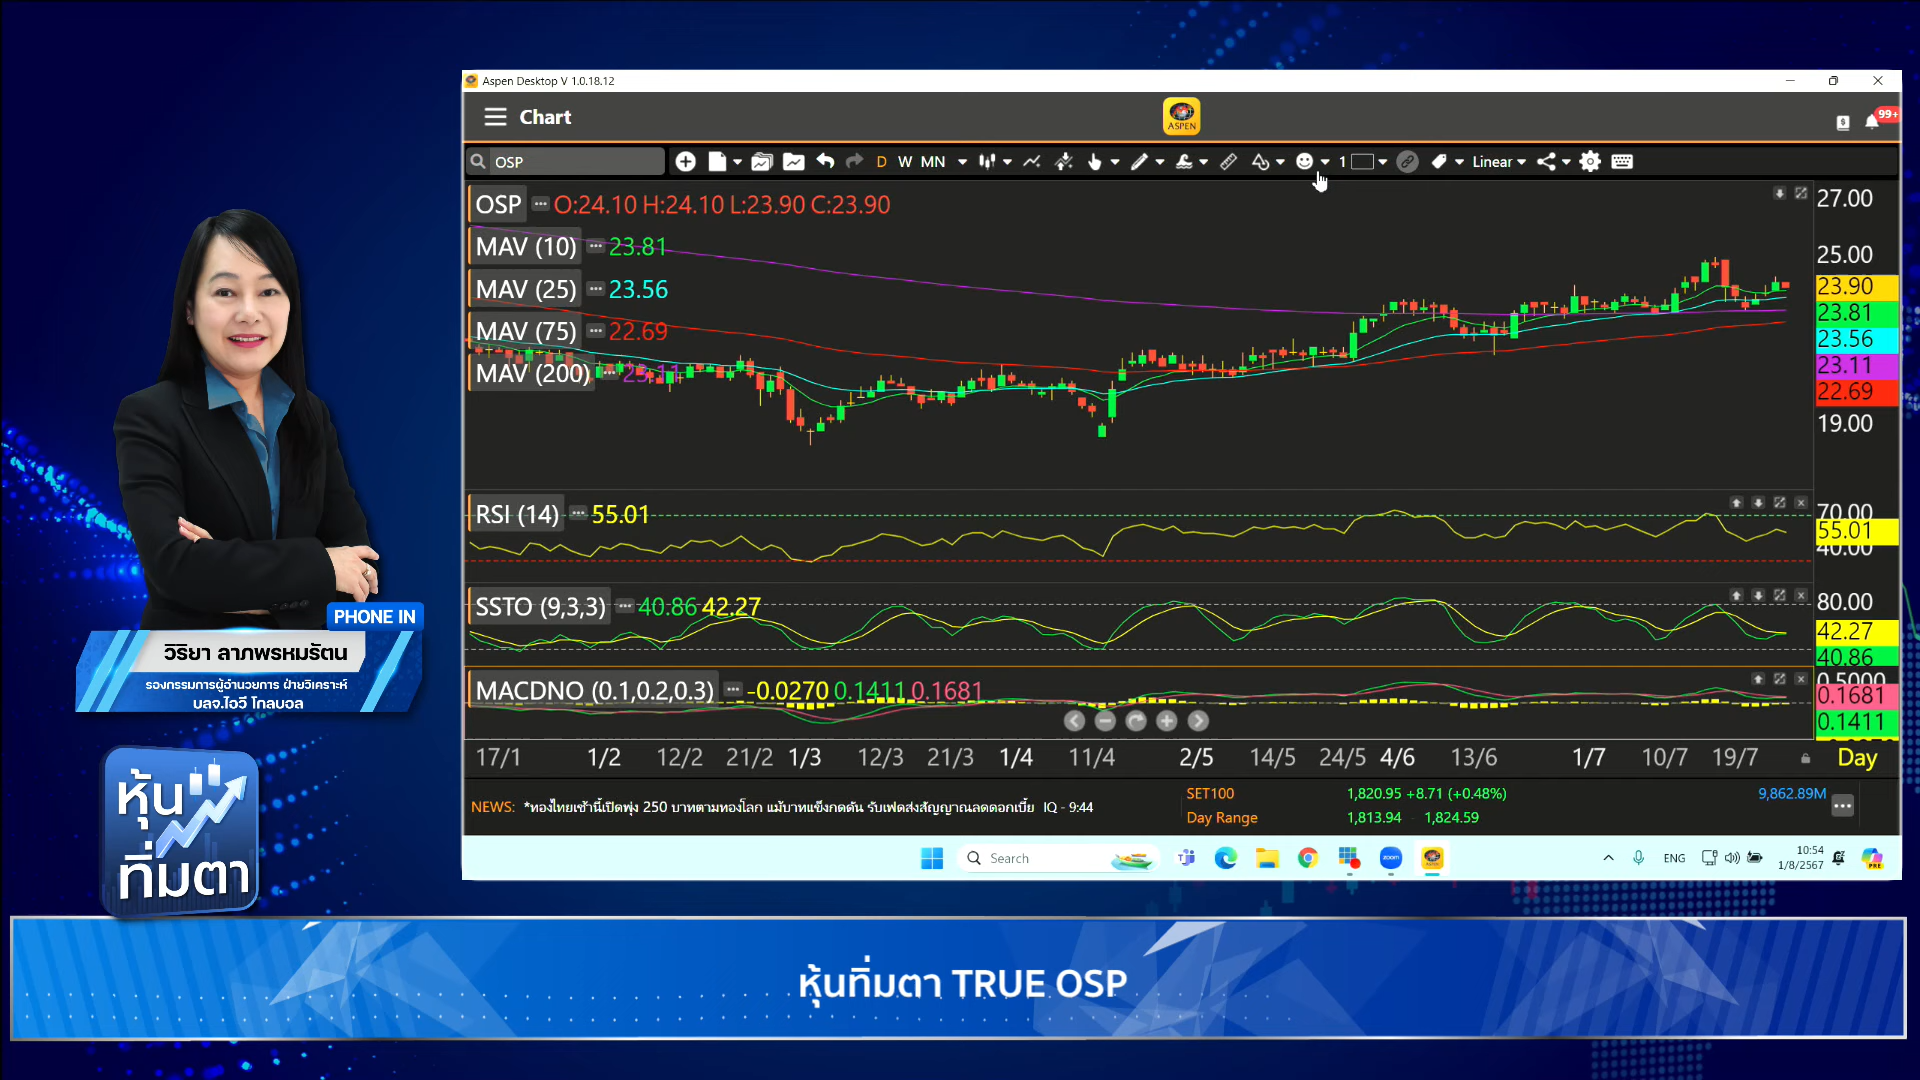 Aspen Desktop V 1.0.18.12
Chart
ASPEN
99+
OSP
D W MN
1
Linear
OSP O:24.10 H:24.10 L:23.90 C:23.90
MAV (10) 23.81
MAV (25) 23.56
MAV (75) 22.69
MAV (200) 23.11
27.00
25.00
23.90
23.81
23.56
23.11
22.69
19.00
RSI (14) 55.01
70.00
55.01
40.00
SSTO (9,3,3) 40.86 42.27
80.00
42.27
40.86
MACDNO (0.1,0.2,0.3) -0.0270 0.1411 0.1681
0.5000
0.1681
0.1411
17/1 1/2 12/2 21/2 1/3 12/3 21/3 1/4 11/4 2/5 14/5 24/5 4/6 13/6 1/7 10/7 19/7 Day
NEWS: *ทองไทยเช้านี้เปิดพุ่ง 250 บาทตามทองโลก แม้บาทแข็งกดดัน รับเฟดส่งสัญญาณลดดอกเบี้ย IQ - 9:44
SET100 1,820.95 +8.71 (+0.48%) 9,862.89M
Day Range 1,813.94 - 1,824.59
Search
zoom
ENG
10:54
1/8/2567
PRE
PHONE IN
วิริยา ลาภพรหมรัตน
รองกรรมการผู้อำนวยการ ฝ่ายวิเคราะห์
บลจ.ไอวี โกลบอล
หุ้น
ทิ่มตา
หุ้นทิ่มตา TRUE OSP